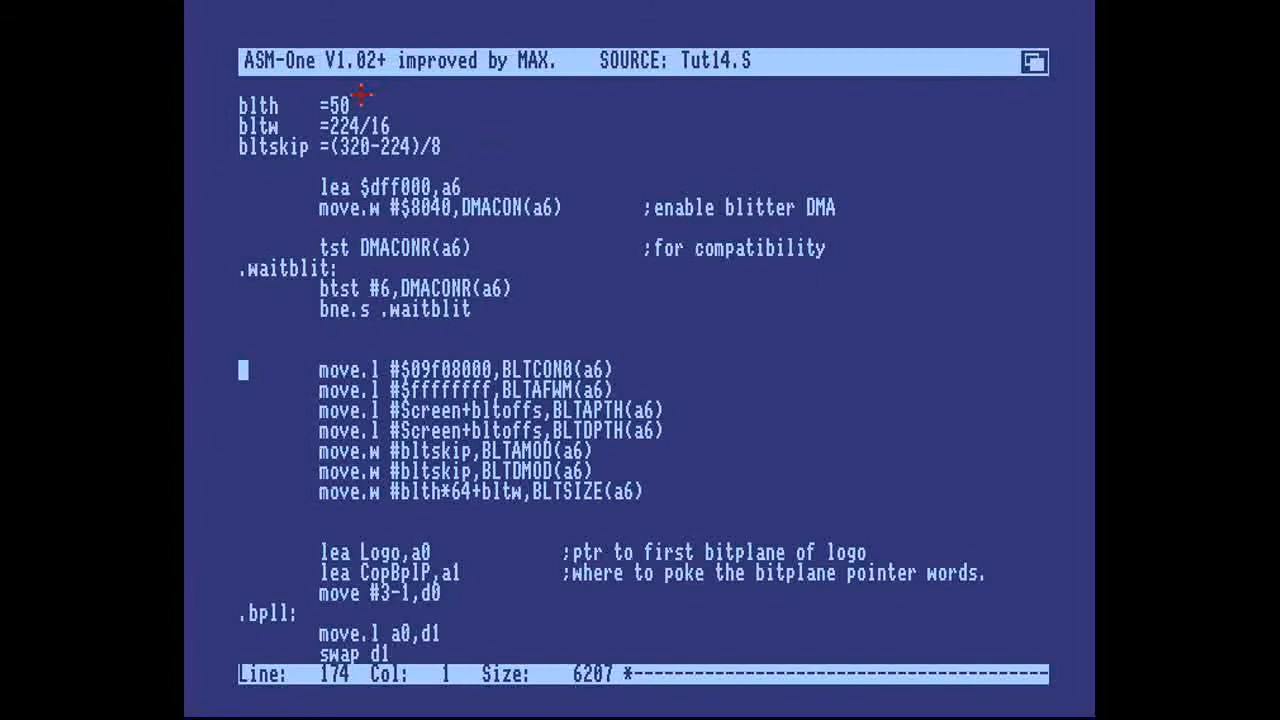 ASM-One V1.02+ improved by MAX.    SOURCE: Tut14.S
blth    =50
bltw    =224/16
bltskip =(320-224)/8
lea $dff000,a6
move.w #$8040,DMACON(a6)        ;enable blitter DMA
tst DMACONR(a6)                 ;for compatibility
.waitblit:
btst #6,DMACONR(a6)
bne.s .waitblit
move.l #$09f08000,BLTCON0(a6)
move.l #$ffffffff,BLTAFWM(a6)
move.l #Screen+bltoffs,BLTAPTH(a6)
move.l #Screen+bltoffs,BLTDPTH(a6)
move.w #bltskip,BLTAMOD(a6)
move.w #bltskip,BLTDMOD(a6)
move.w #blth*64+bltw,BLTSIZE(a6)
lea Logo,a0             ;ptr to first bitplane of logo
lea CopBplP,a1          ;where to poke the bitplane pointer words.
move #3-1,d0
.bpll:
move.l a0,d1
swap d1
Line:   174  Col:   1   Size:    6207 *-----------------------------------------